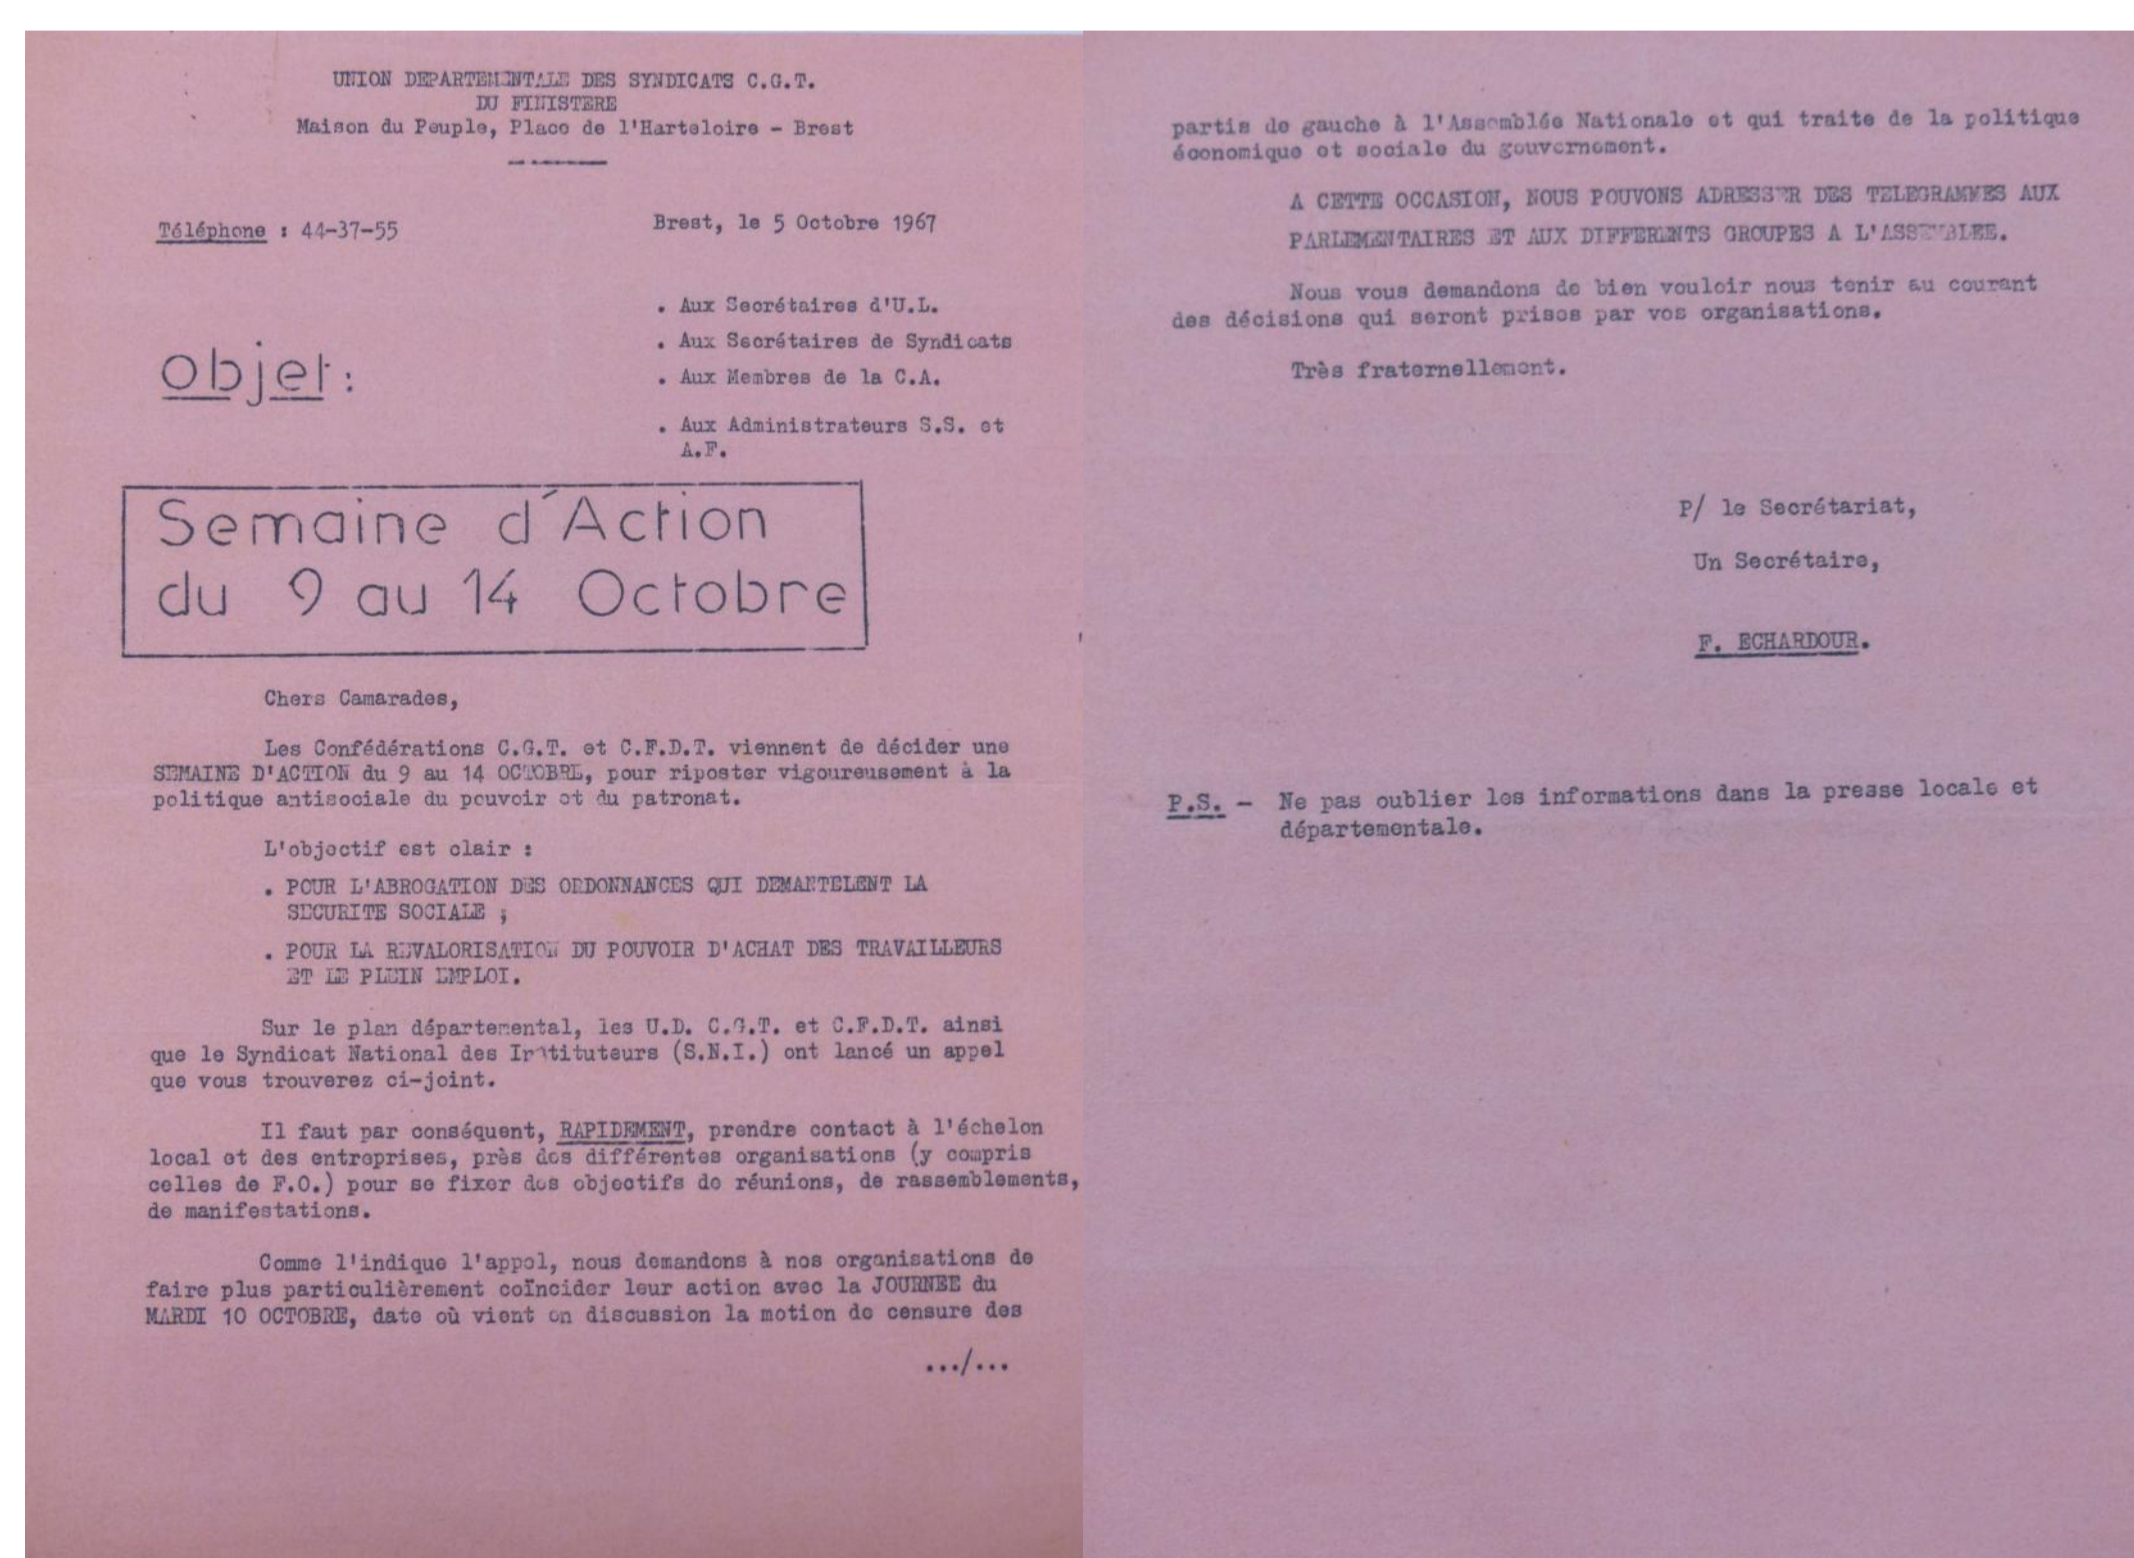 UNION DEPARTEMENTALE DES SYNDICATS C.G.T.
DU FINISTERE
Maison du Peuple, Place de l'Harteloire - Brest
Téléphone : 44-37-55
Brest, le 5 Octobre 1967
. Aux Secrétaires d'U.L.
. Aux Secrétaires de Syndicats
. Aux Membres de la C.A.
. Aux Administrateurs S.S. et
A.F.
objet :
Semaine d'Action
du 9 au 14 Octobre
Chers Camarades,
Les Confédérations C.G.T. et C.F.D.T. viennent de décider une
SEMAINE D'ACTION du 9 au 14 OCTOBRE, pour riposter vigoureusement à la
politique antisociale du pouvoir et du patronat.
L'objectif est clair :
. POUR L'ABROGATION DES ORDONNANCES QUI DEMANTELENT LA
SECURITE SOCIALE ;
. POUR LA REVALORISATION DU POUVOIR D'ACHAT DES TRAVAILLEURS
ET LE PLEIN EMPLOI.
Sur le plan départemental, les U.D. C.G.T. et C.F.D.T. ainsi
que le Syndicat National des Instituteurs (S.N.I.) ont lancé un appel
que vous trouverez ci-joint.
Il faut par conséquent, RAPIDEMENT, prendre contact à l'échelon
local et des entreprises, près des différentes organisations (y compris
celles de F.O.) pour se fixer des objectifs de réunions, de rassemblements,
de manifestations.
Comme l'indique l'appel, nous demandons à nos organisations de
faire plus particulièrement coïncider leur action avec la JOURNEE du
MARDI 10 OCTOBRE, date où vient en discussion la motion de censure des
.../...
partis de gauche à l'Assemblée Nationale et qui traite de la politique
économique et sociale du gouvernement.
A CETTE OCCASION, NOUS POUVONS ADRESSER DES TELEGRAMMES AUX
PARLEMENTAIRES ET AUX DIFFERENTS GROUPES A L'ASSEMBLEE.
Nous vous demandons de bien vouloir nous tenir au courant
des décisions qui seront prises par vos organisations.
Très fraternellement.
P/ le Secrétariat,
Un Secrétaire,
F. ECHARDOUR.
P.S. - Ne pas oublier les informations dans la presse locale et
départementale.